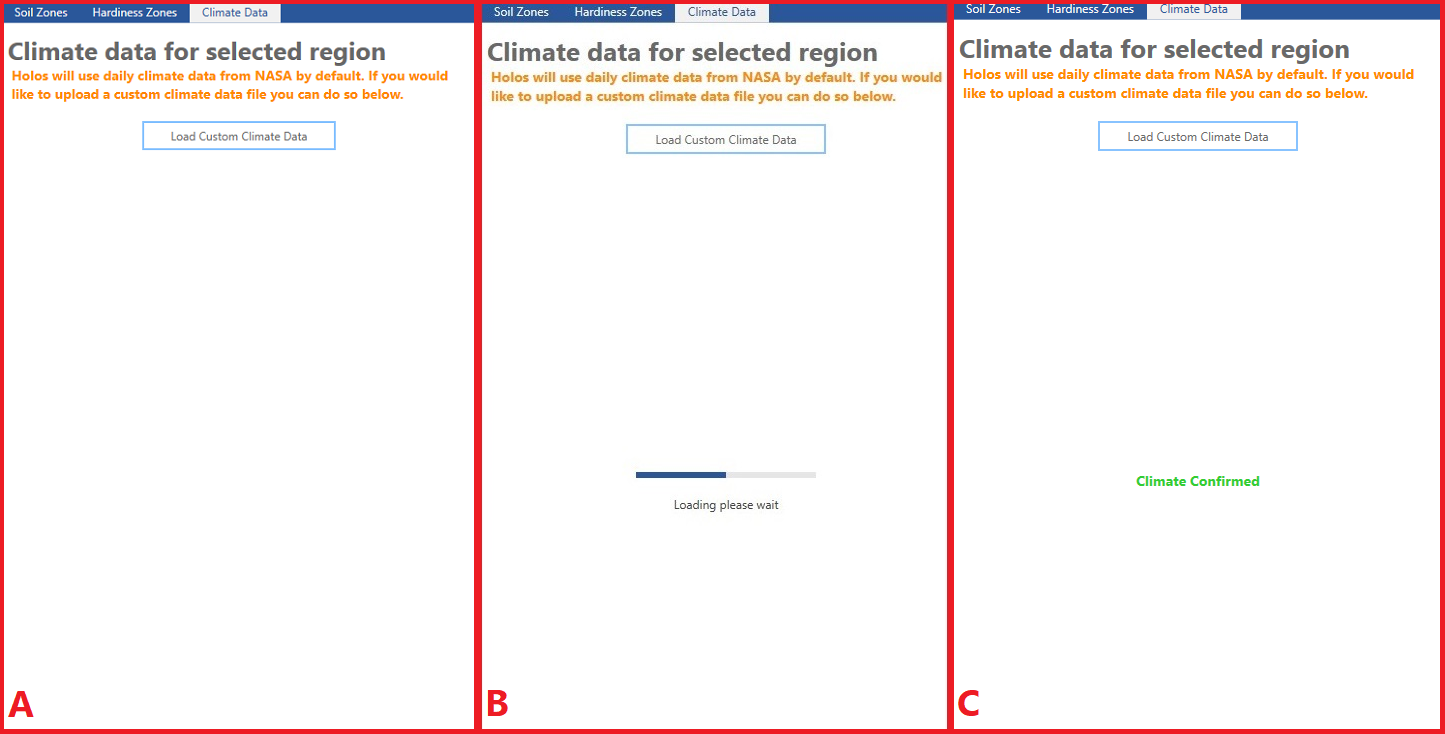 Soil Zones Hardiness Zones Climate Data
Climate data for selected region
Holos will use daily climate data from NASA by default. If you would
like to upload a custom climate data file you can do so below.
Load Custom Climate Data
A
Soil Zones Hardiness Zones Climate Data
Climate data for selected region
Holos will use daily climate data from NASA by default. If you would
like to upload a custom climate data file you can do so below.
Load Custom Climate Data
Loading please wait
B
Soil Zones Hardiness Zones Climate Data
Climate data for selected region
Holos will use daily climate data from NASA by default. If you would
like to upload a custom climate data file you can do so below.
Load Custom Climate Data
Climate Confirmed
C